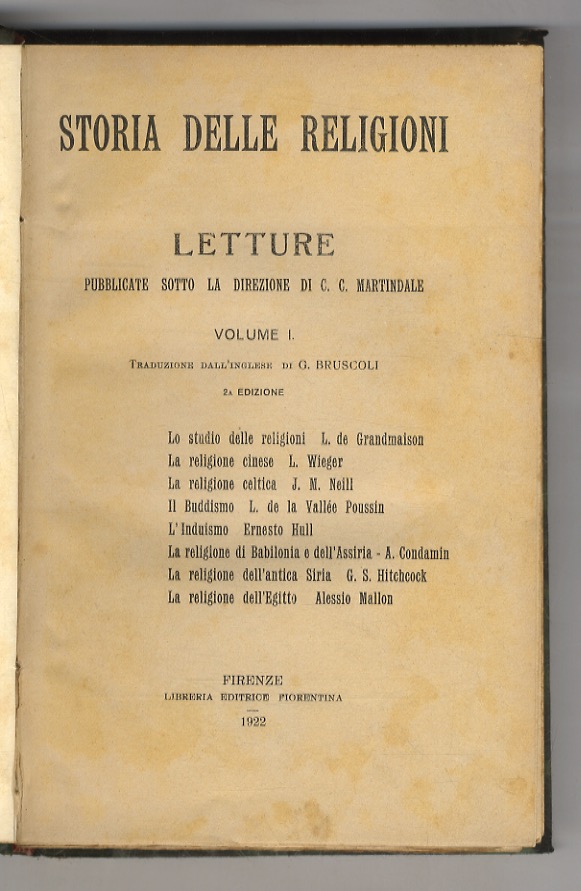 STORIA DELLE RELIGIONI
LETTURE
PUBBLICATE SOTTO LA DIREZIONE DI C. C. MARTINDALE
VOLUME I.
TRADUZIONE DALL'INGLESE DI G. BRUSCOLI
2A EDIZIONE
Lo studio delle religioni L. de Grandmaison
La religione cinese L. Wieger
La religione celtica J. M. Neill
Il Buddismo L. de la Vallée Poussin
L'Induismo Ernesto Hull
La religione di Babilonia e dell'Assiria - A. Condamin
La religione dell'antica Siria G. S. Hitchcock
La religione dell'Egitto Alessio Mallon
FIRENZE
LIBRERIA EDITRICE FIORENTINA
1922